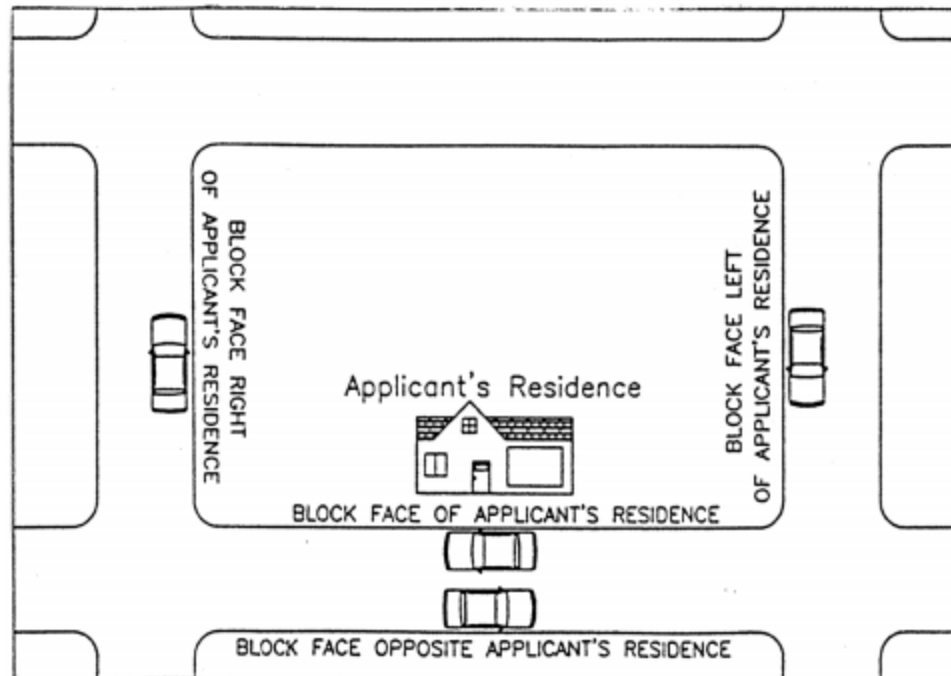 BLOCK FACE RIGHT
OF APPLICANT'S RESIDENCE
BLOCK FACE LEFT
OF APPLICANT'S RESIDENCE
Applicant's Residence
BLOCK FACE OF APPLICANT'S RESIDENCE
BLOCK FACE OPPOSITE APPLICANT'S RESIDENCE